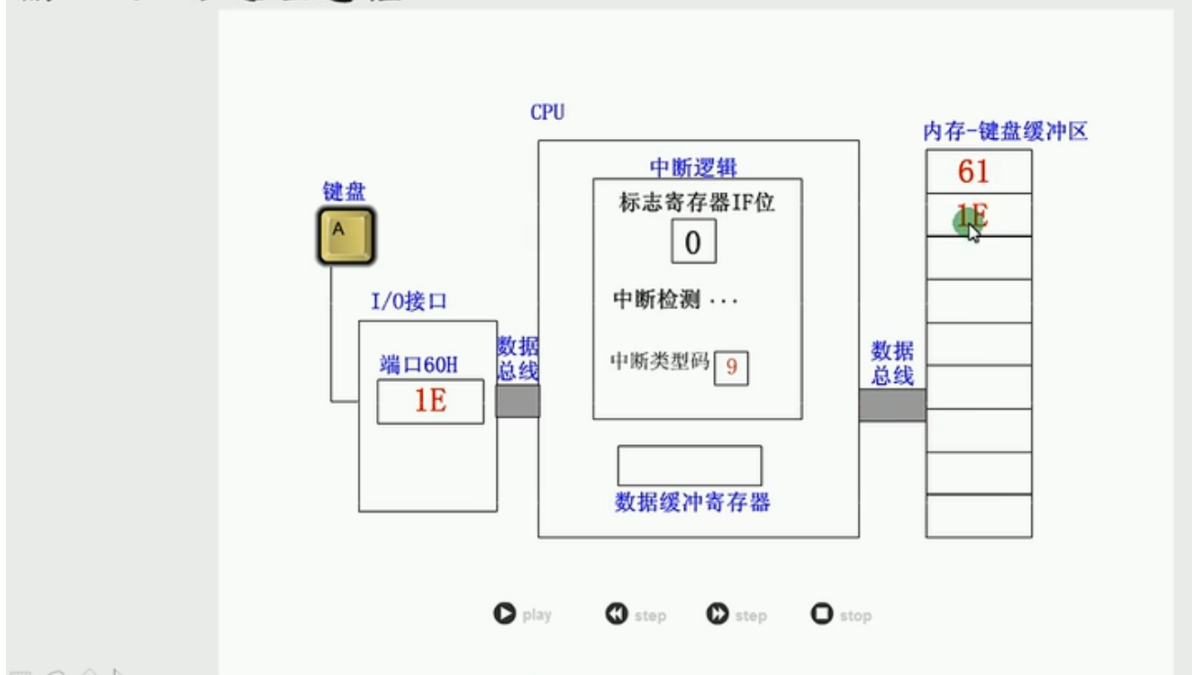 CPU
内存-键盘缓冲区
中断逻辑
61
键盘
标志寄存器IF位
1E
A
0
I/O接口
中断检测 ···
数据
总线
数据
总线
端口60H
中断类型码 9
1E
数据缓冲寄存器
play step step stop